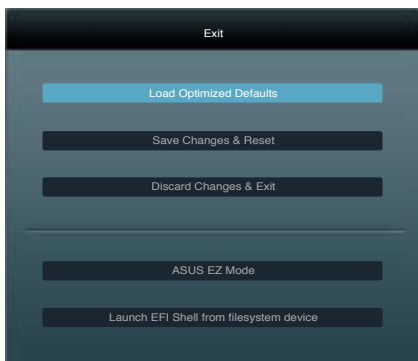 Exit
Load Optimized Defaults
Save Changes & Reset
Discard Changes & Exit
ASUS EZ Mode
Launch EFI Shell from filesystem device